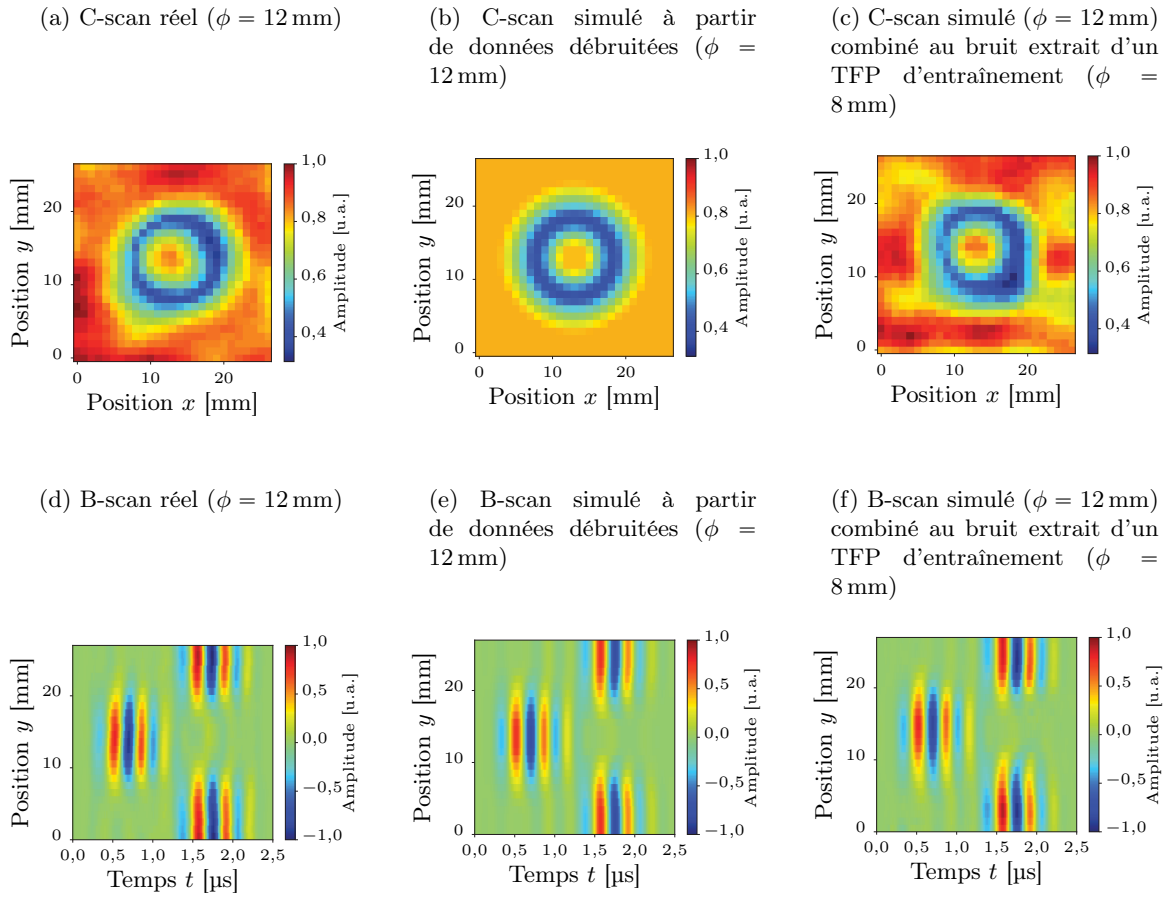 (a) C-scan réel (ϕ = 12 mm)
(b) C-scan simulé à partir
de données débruitées (ϕ =
12 mm)
(c) C-scan simulé (ϕ = 12 mm)
combiné au bruit extrait d'un
TFP d'entraînement (ϕ =
8 mm)
Position y [mm]
20
10
0
0
10
20
Position x [mm]
1,0
0,8
0,6
0,4
Amplitude [u.a.]
Position y [mm]
20
10
0
0
10
20
Position x [mm]
1,0
0,8
0,6
0,4
Amplitude [u.a.]
Position y [mm]
20
10
0
0
10
20
Position x [mm]
1,0
0,8
0,6
0,4
Amplitude [u.a.]
(d) B-scan réel (ϕ = 12 mm)
(e) B-scan simulé à partir
de données débruitées (ϕ =
12 mm)
(f) B-scan simulé (ϕ = 12 mm)
combiné au bruit extrait d'un
TFP d'entraînement (ϕ =
8 mm)
Position y [mm]
20
10
0
0,0 0,5 1,0 1,5 2,0 2,5
Temps t [µs]
1,0
0,5
0,0
−0,5
−1,0
Amplitude [u.a.]
Position y [mm]
20
10
0
0,0 0,5 1,0 1,5 2,0 2,5
Temps t [µs]
1,0
0,5
0,0
−0,5
−1,0
Amplitude [u.a.]
Position y [mm]
20
10
0
0,0 0,5 1,0 1,5 2,0 2,5
Temps t [µs]
1,0
0,5
0,0
−0,5
−1,0
Amplitude [u.a.]